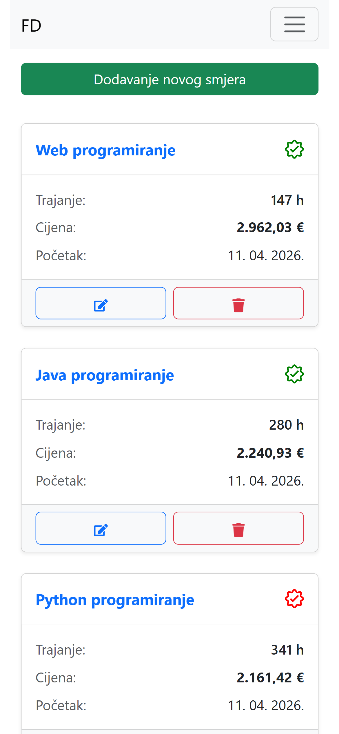 FD
Dodavanje novog smjera
Web programiranje
Trajanje: 147 h
Cijena: 2.962,03 €
Početak: 11. 04. 2026.
Java programiranje
Trajanje: 280 h
Cijena: 2.240,93 €
Početak: 11. 04. 2026.
Python programiranje
Trajanje: 341 h
Cijena: 2.161,42 €
Početak: 11. 04. 2026.